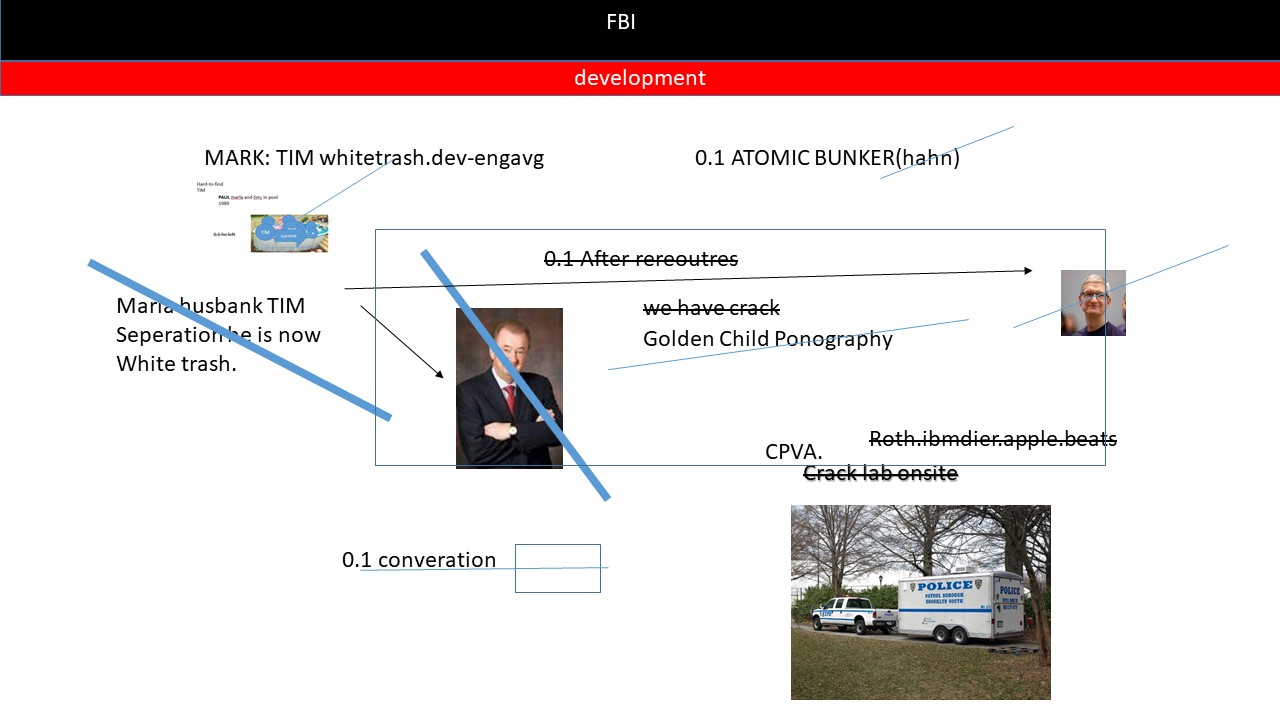 FBI
development
MARK: TIM whitetrash.dev-engavg
0.1 ATOMIC BUNKER(hahn)
Hard-to-find
TIM
PAUL marla and tim, in pool
1989
0.1 he left
TIM
current
0.1 After rereoutres
Marla husbank TIM
Seperation he is now
White trash.
we have crack
Golden Child Ponography
Roth.ibmdier.apple.beats
CPVA.
Crack lab onsite
0.1 converation
POLICE
PATROL BOROUGH
BROOKLYN SOUTH
POLICE